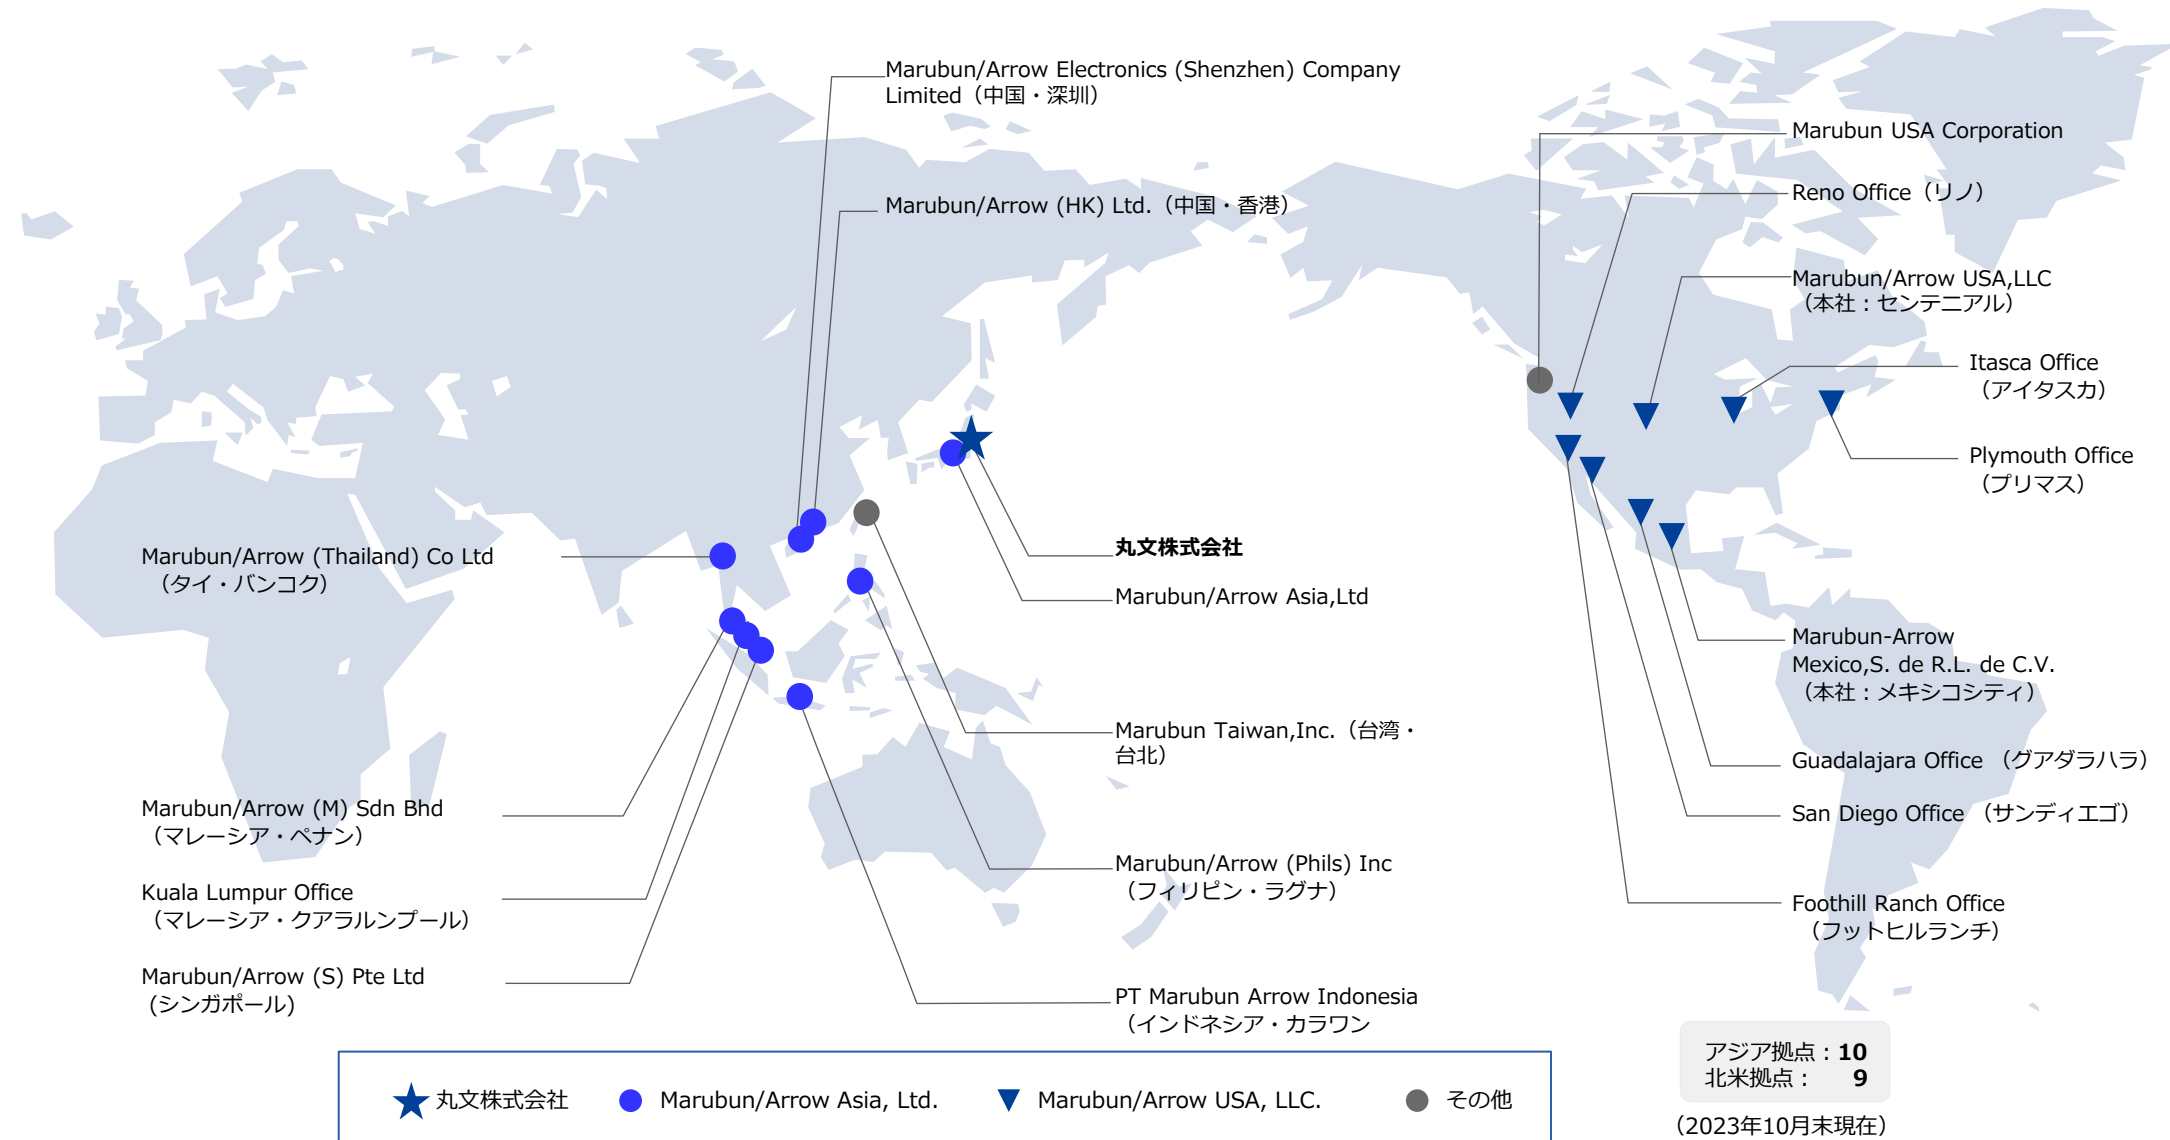 Marubun/Arrow Electronics (Shenzhen) Company
Limited（中国・深圳）
Marubun/Arrow (HK) Ltd.（中国・香港）
Marubun USA Corporation
Reno Office（リノ）
Marubun/Arrow USA,LLC
（本社：センテニアル）
Itasca Office
（アイタスカ）
Plymouth Office
（プリマス）
丸文株式会社
Marubun/Arrow Asia,Ltd
Marubun/Arrow (Thailand) Co Ltd
（タイ・バンコク）
Marubun-Arrow
Mexico,S. de R.L. de C.V.
（本社：メキシコシティ）
Marubun Taiwan,Inc.（台湾・
台北）
Guadalajara Office （グアダラハラ）
San Diego Office （サンディエゴ）
Marubun/Arrow (M) Sdn Bhd
（マレーシア・ペナン）
Marubun/Arrow (Phils) Inc
（フィリピン・ラグナ）
Kuala Lumpur Office
（マレーシア・クアラルンプール）
Foothill Ranch Office
（フットヒルランチ）
Marubun/Arrow (S) Pte Ltd
(シンガポール)
PT Marubun Arrow Indonesia
（インドネシア・カラワン
アジア拠点：10
北米拠点： 9
（2023年10月末現在）
丸文株式会社
Marubun/Arrow Asia, Ltd.
Marubun/Arrow USA, LLC.
その他